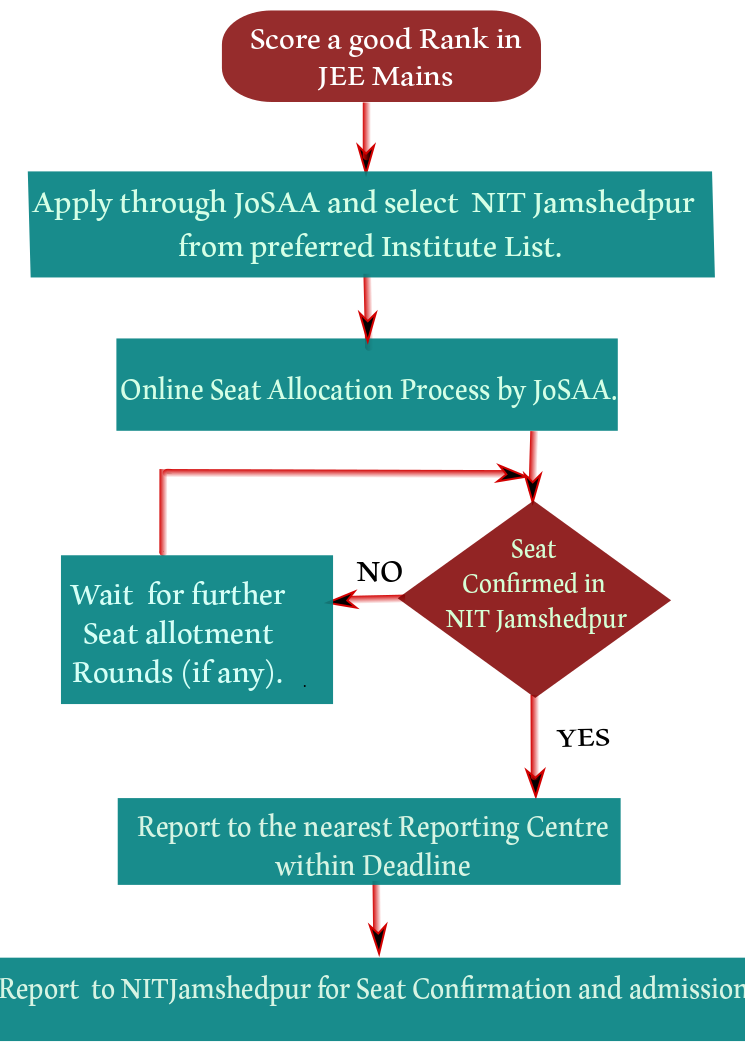 Score a good Rank in
JEE Mains
Apply through JoSAA and select NIT Jamshedpur
from preferred Institute List.
Online Seat Allocation Process by JoSAA.
Seat
Confirmed in
NIT Jamshedpur
NO
Wait for further
Seat allotment
Rounds (if any).
YES
Report to the nearest Reporting Centre
within Deadline
Report to NITJamshedpur for Seat Confirmation and admission